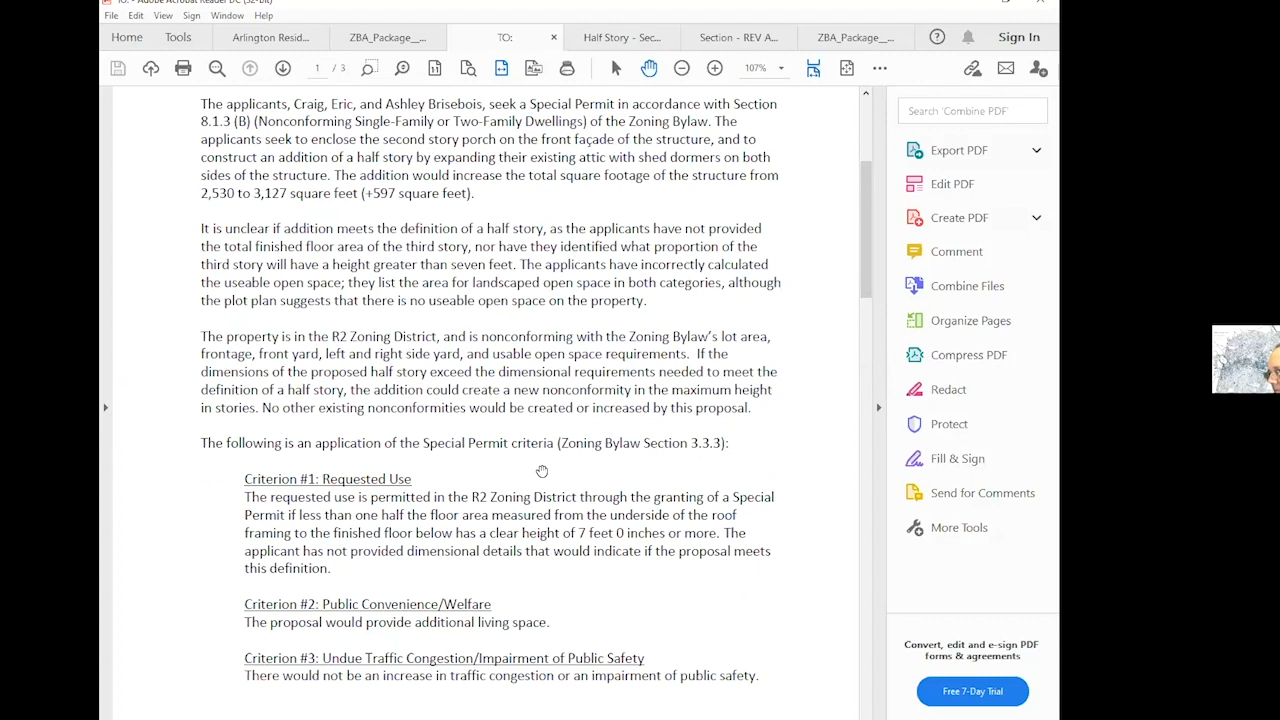 TO: - Adobe Acrobat Reader DC (32-bit)
File Edit View Sign Window Help
Home Tools Arlington Resid... ZBA_Package__... TO: × Half Story - Sec... Section - REV A... ZBA_Package__... Sign In
1 / 3 107%
The applicants, Craig, Eric, and Ashley Brisebois, seek a Special Permit in accordance with Section
8.1.3 (B) (Nonconforming Single-Family or Two-Family Dwellings) of the Zoning Bylaw. The
applicants seek to enclose the second story porch on the front façade of the structure, and to
construct an addition of a half story by expanding their existing attic with shed dormers on both
sides of the structure. The addition would increase the total square footage of the structure from
2,530 to 3,127 square feet (+597 square feet).
It is unclear if addition meets the definition of a half story, as the applicants have not provided
the total finished floor area of the third story, nor have they identified what proportion of the
third story will have a height greater than seven feet. The applicants have incorrectly calculated
the useable open space; they list the area for landscaped open space in both categories, although
the plot plan suggests that there is no useable open space on the property.
The property is in the R2 Zoning District, and is nonconforming with the Zoning Bylaw's lot area,
frontage, front yard, left and right side yard, and usable open space requirements. If the
dimensions of the proposed half story exceed the dimensional requirements needed to meet the
definition of a half story, the addition could create a new nonconformity in the maximum height
in stories. No other existing nonconformities would be created or increased by this proposal.
The following is an application of the Special Permit criteria (Zoning Bylaw Section 3.3.3):
Criterion #1: Requested Use
The requested use is permitted in the R2 Zoning District through the granting of a Special
Permit if less than one half the floor area measured from the underside of the roof
framing to the finished floor below has a clear height of 7 feet 0 inches or more. The
applicant has not provided dimensional details that would indicate if the proposal meets
this definition.
Criterion #2: Public Convenience/Welfare
The proposal would provide additional living space.
Criterion #3: Undue Traffic Congestion/Impairment of Public Safety
There would not be an increase in traffic congestion or an impairment of public safety.
Search 'Combine PDF'
Export PDF
Edit PDF
Create PDF
Comment
Combine Files
Organize Pages
Compress PDF
Redact
Protect
Fill & Sign
Send for Comments
More Tools
Convert, edit and e-sign PDF
forms & agreements
Free 7-Day Trial